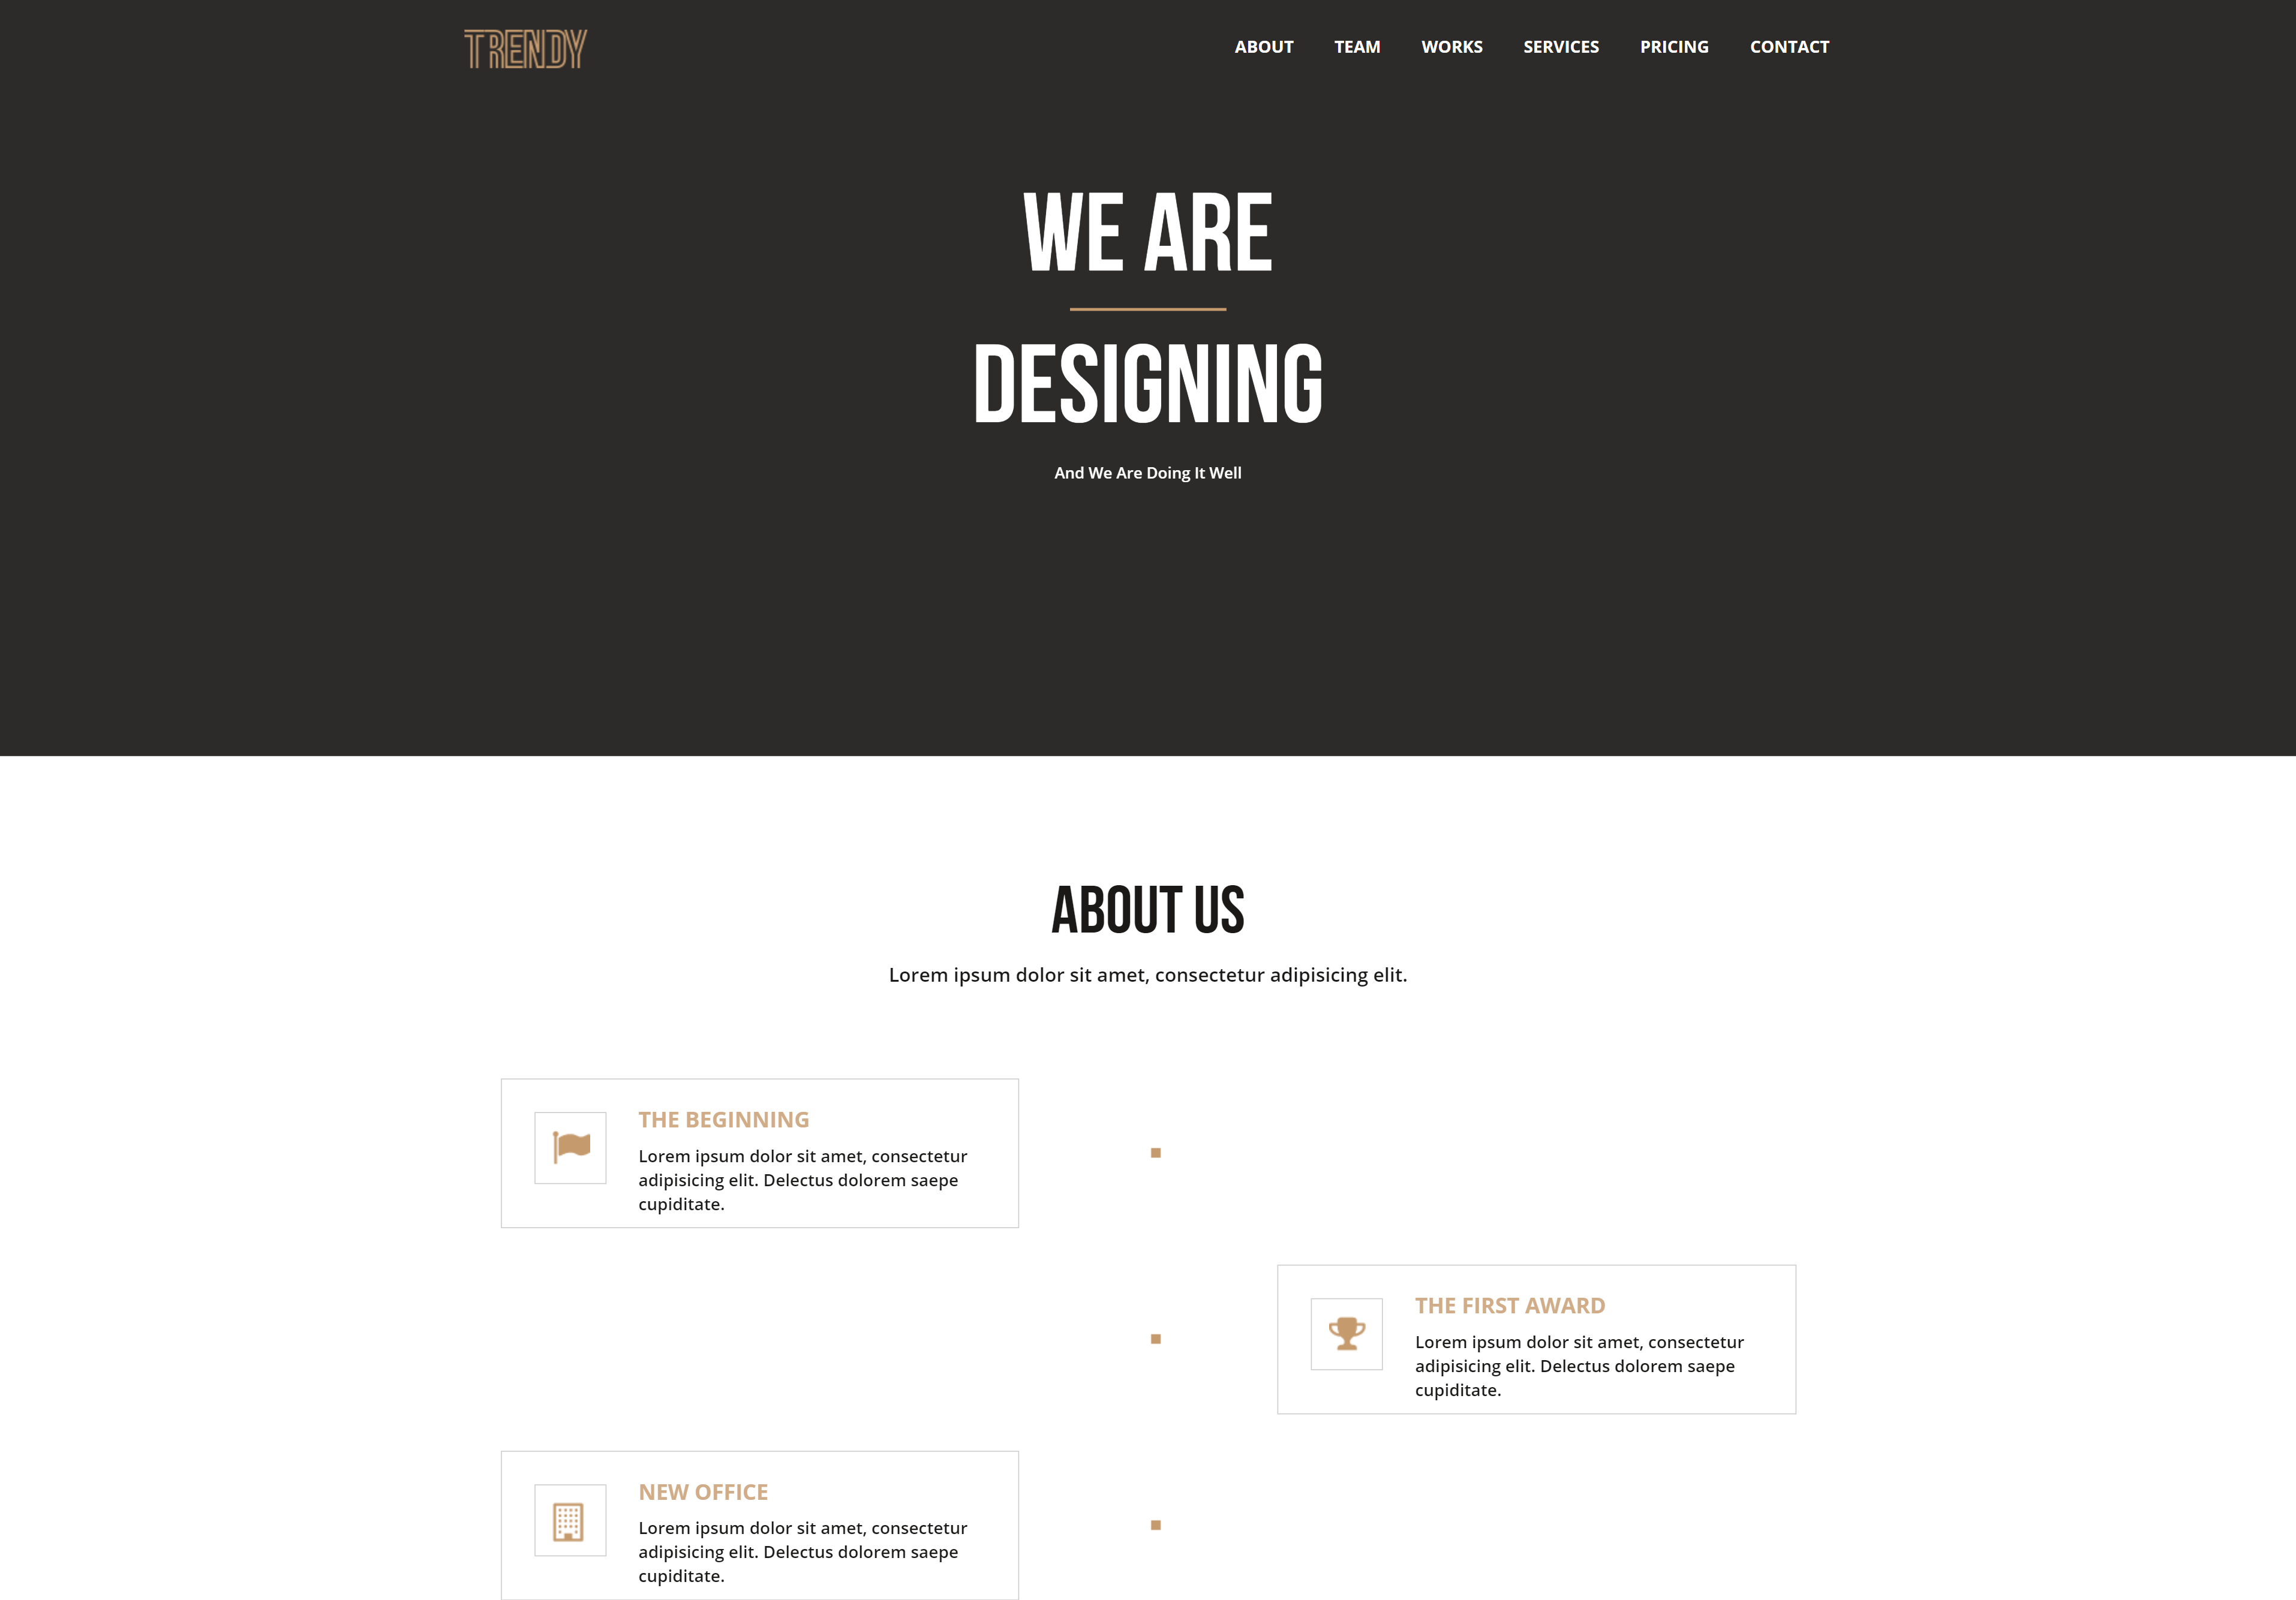 TRENDY
ABOUT TEAM WORKS SERVICES PRICING CONTACT
WE ARE
DESIGNING
And We Are Doing It Well
ABOUT US
Lorem ipsum dolor sit amet, consectetur adipisicing elit.
THE BEGINNING
Lorem ipsum dolor sit amet, consectetur
adipisicing elit. Delectus dolorem saepe
cupiditate.
THE FIRST AWARD
Lorem ipsum dolor sit amet, consectetur
adipisicing elit. Delectus dolorem saepe
cupiditate.
NEW OFFICE
Lorem ipsum dolor sit amet, consectetur
adipisicing elit. Delectus dolorem saepe
cupiditate.